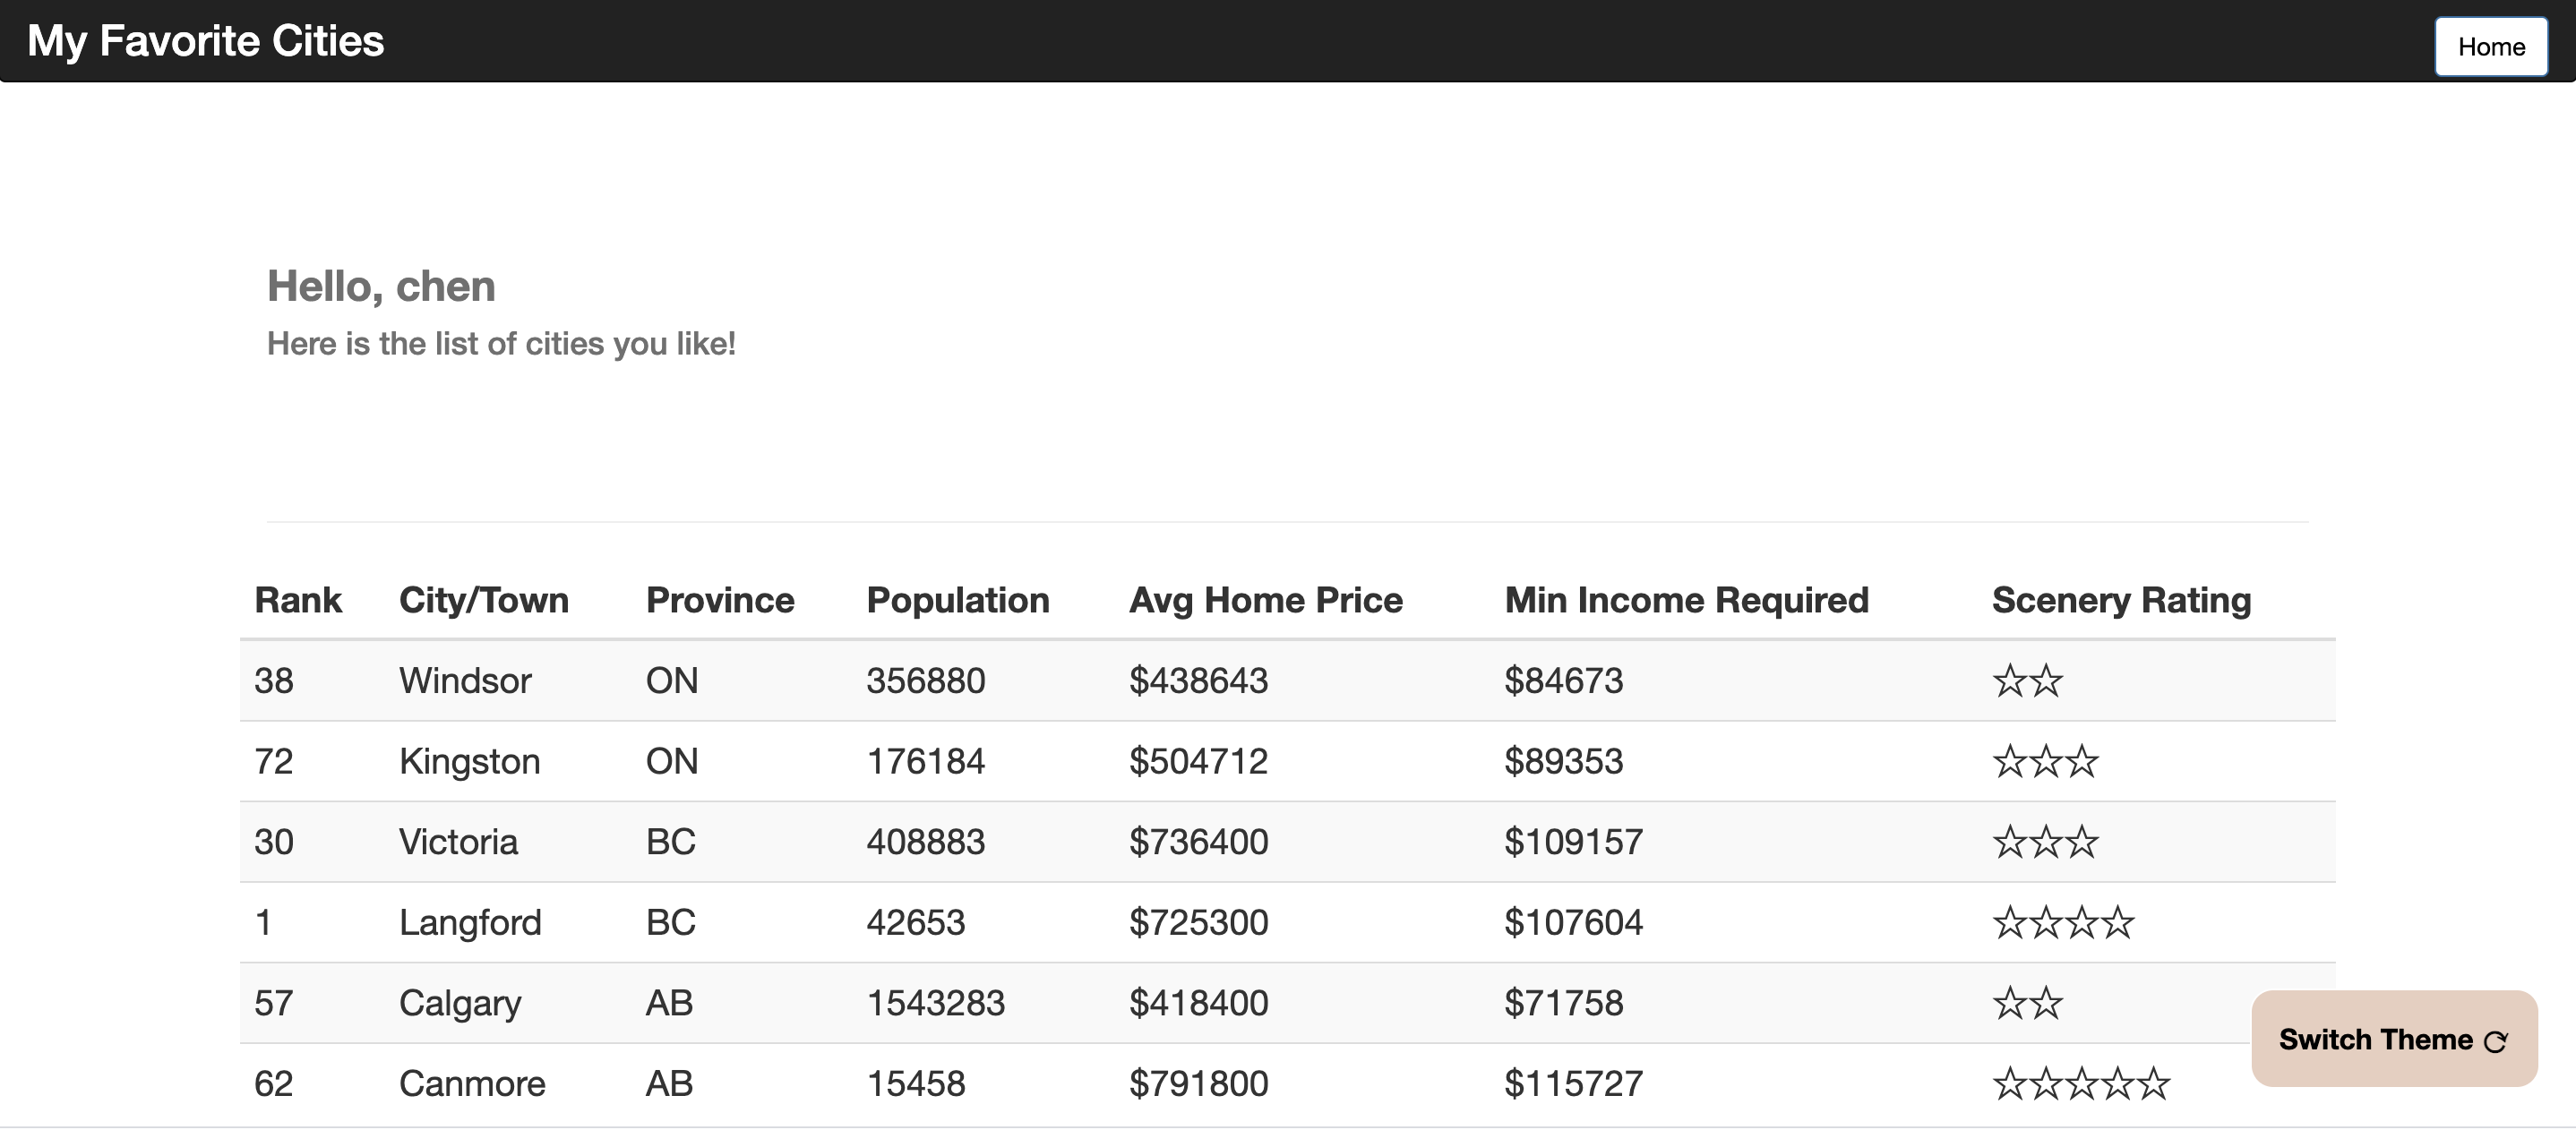 My Favorite Cities
Home
Hello, chen
Here is the list of cities you like!
Rank City/Town Province Population Avg Home Price Min Income Required Scenery Rating
38 Windsor ON 356880 $438643 $84673 ☆☆
72 Kingston ON 176184 $504712 $89353 ☆☆☆
30 Victoria BC 408883 $736400 $109157 ☆☆☆
1 Langford BC 42653 $725300 $107604 ☆☆☆☆
57 Calgary AB 1543283 $418400 $71758 ☆☆
Switch Theme ⟳
62 Canmore AB 15458 $791800 $115727 ☆☆☆☆☆